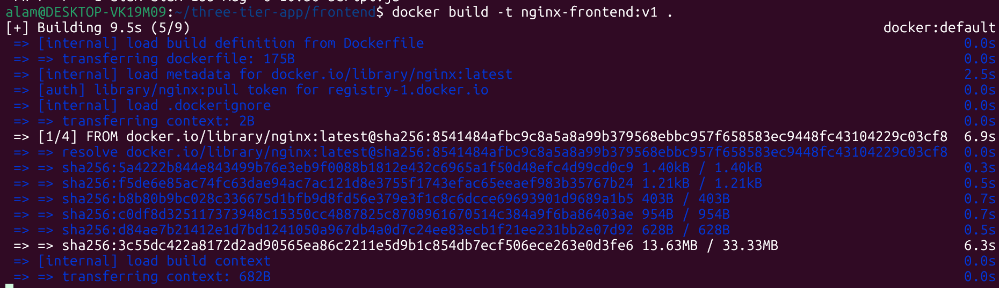 alam@DESKTOP-VK19M09:~/three-tier-app/frontend$ docker build -t nginx-frontend:v1 .
[+] Building 9.5s (5/9) docker:default
=> [internal] load build definition from Dockerfile 0.0s
=> => transferring dockerfile: 175B 0.0s
=> [internal] load metadata for docker.io/library/nginx:latest 2.5s
=> [auth] library/nginx:pull token for registry-1.docker.io 0.0s
=> [internal] load .dockerignore 0.0s
=> => transferring context: 2B 0.0s
=> [1/4] FROM docker.io/library/nginx:latest@sha256:8541484afbc9c8a5a8a99b379568ebbc957f658583ec9448fc43104229c03cf8 6.9s
=> => resolve docker.io/library/nginx:latest@sha256:8541484afbc9c8a5a8a99b379568ebbc957f658583ec9448fc43104229c03cf8 0.0s
=> => sha256:5a4222b844e843499b76e3eb9f0088b1812e432c6965a1f50d48efc4d99cd0c9 1.40kB / 1.40kB 0.3s
=> => sha256:f5de6e85ac74fc63dae94ac7ac121d8e3755f1743efac65eeaef983b35767b24 1.21kB / 1.21kB 0.5s
=> => sha256:b8b80b9bc028c336675d1bfb9d8fd56e379e3f1c8c6dcce69693901d9689a1b5 403B / 403B 0.7s
=> => sha256:c0df8d325117373948c15350cc4887825c8708961670514c384a9f6ba86403ae 954B / 954B 0.7s
=> => sha256:d84ae7b21412e1d7bd1241050a967db4a0d7c24ee83ecb1f21ee231bb2e07d92 628B / 628B 0.5s
=> => sha256:3c55dc422a8172d2ad90565ea86c2211e5d9b1c854db7ecf506ece263e0d3fe6 13.63MB / 33.33MB 6.3s
=> [internal] load build context 0.0s
=> => transferring context: 682B 0.0s